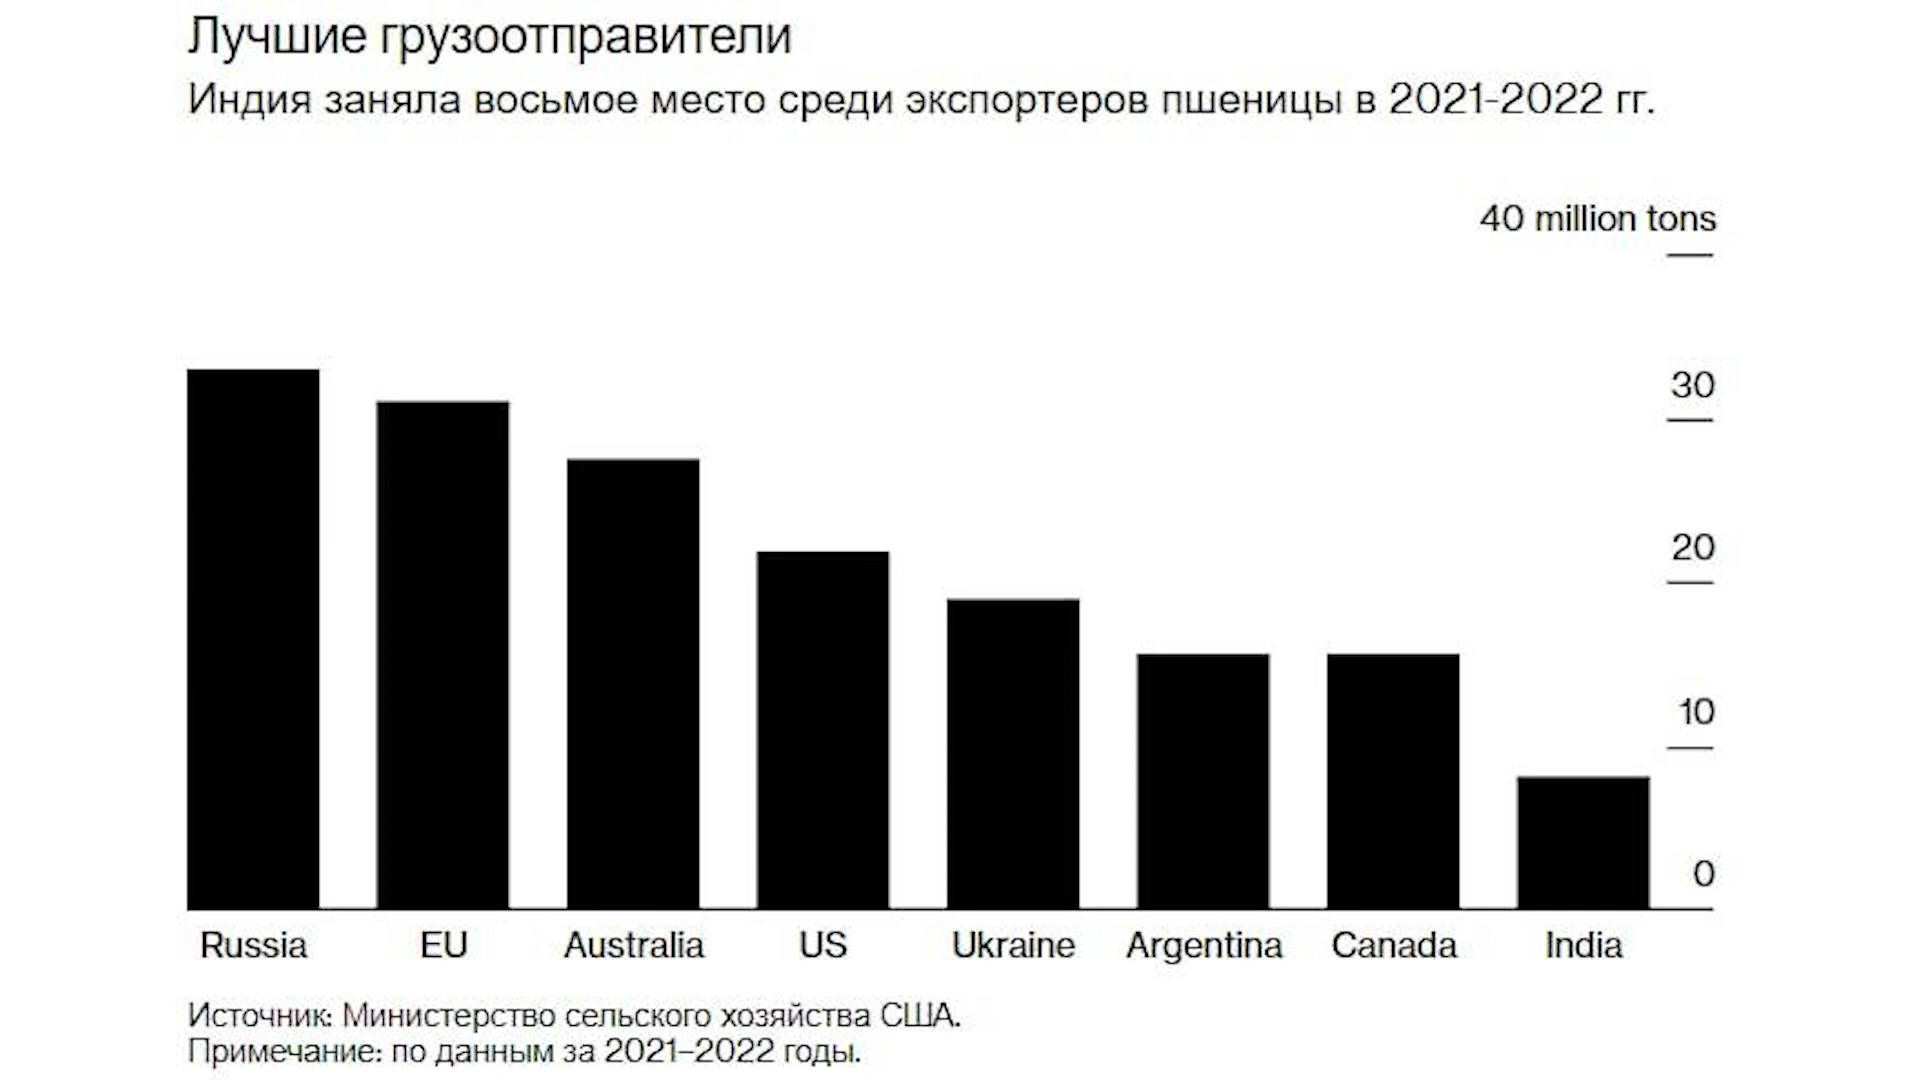 Лучшие грузоотправители
Индия заняла восьмое место среди экспортеров пшеницы в 2021-2022 гг.
40 million tons
30
20
10
0
Russia EU Australia US Ukraine Argentina Canada India
Источник: Министерство сельского хозяйства США.
Примечание: по данным за 2021–2022 годы.